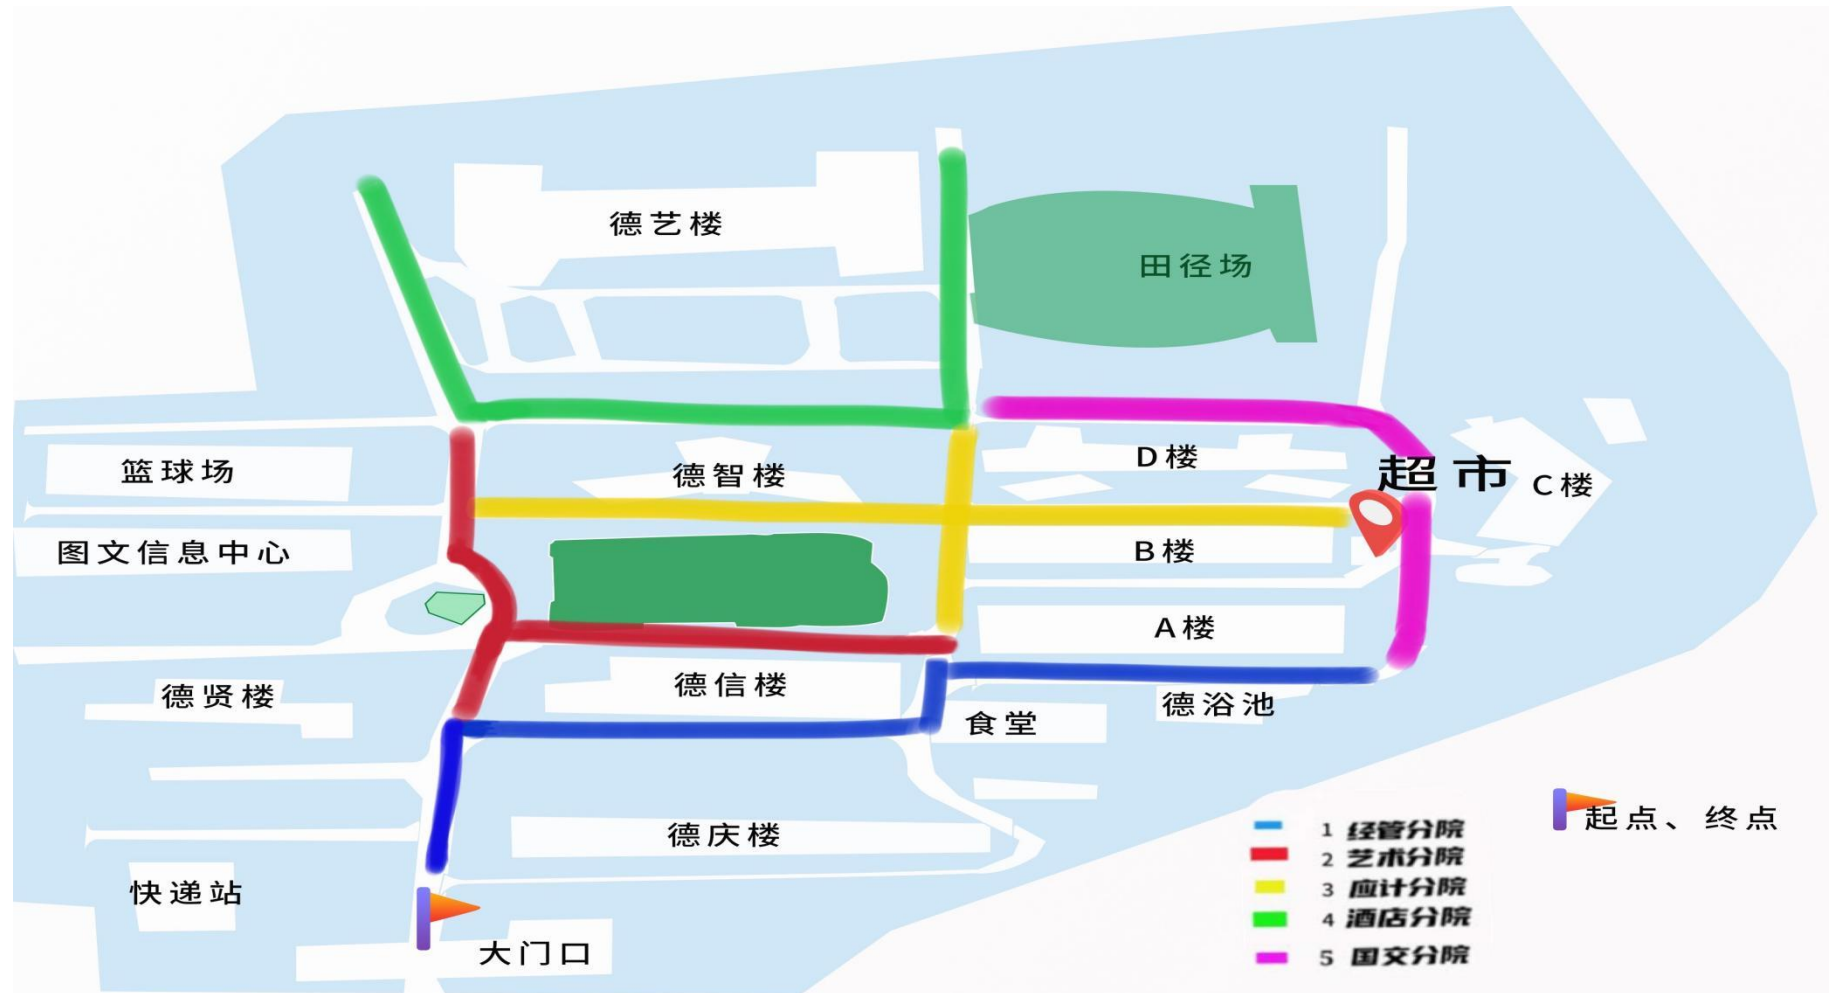 德艺楼
田径场
篮球场
德智楼
D楼
超市
C楼
图文信息中心
B楼
A楼
德贤楼
德信楼
德浴池
食堂
德庆楼
快递站
大门口
1 经管分院
2 艺术分院
3 应计分院
4 酒店分院
5 国交分院
起点、终点